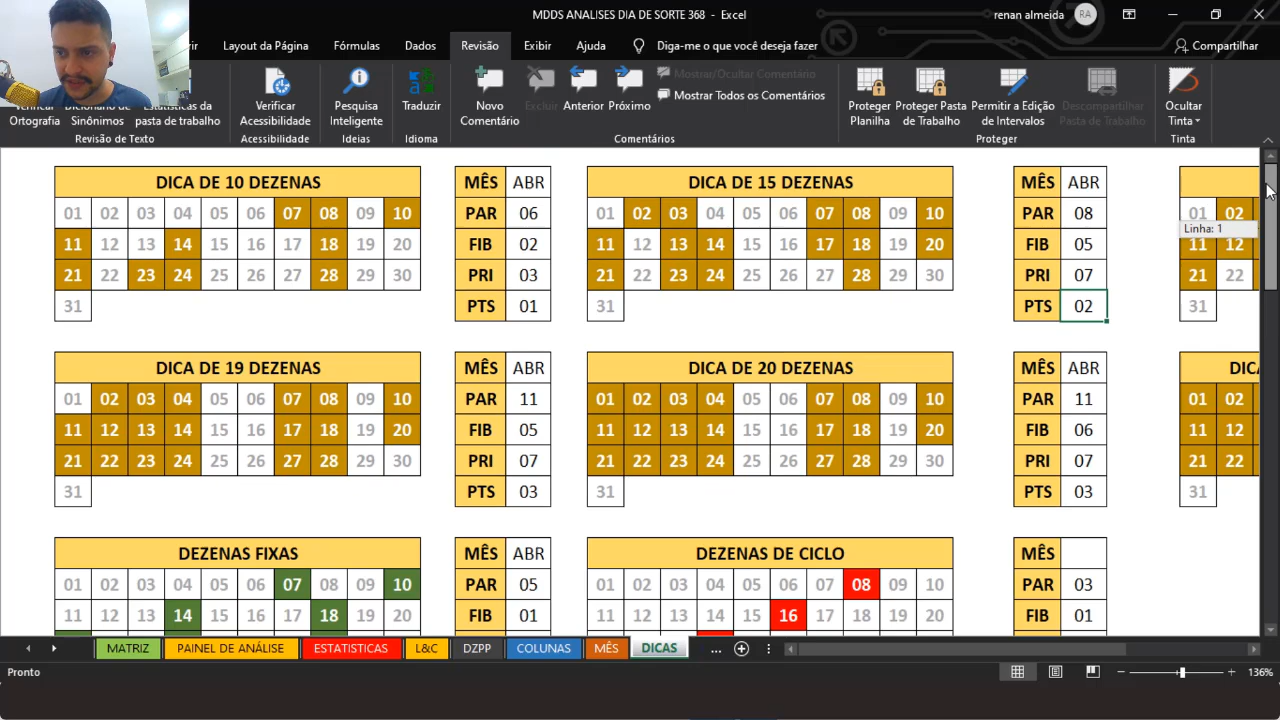 MDDS ANALISES DIA DE SORTE 368 - Excel
renan almeida RA
Layout da Página Fórmulas Dados Revisão Exibir Ajuda Diga-me o que você deseja fazer Compartilhar
Ortografia Sinônimos pasta de trabalho
Verificar Acessibilidade
Pesquisa Inteligente
Traduzir
Novo Comentário
Excluir
Anterior
Próximo
Mostrar/Ocultar Comentário
Mostrar Todos os Comentários
Proteger Planilha
Proteger Pasta de Trabalho
Permitir a Edição de Intervalos
Descompartilhar Pasta de Trabalho
Ocultar Tinta
Revisão de Texto Acessibilidade Ideias Idioma Comentários Proteger Tinta
DICA DE 10 DEZENAS MÊS ABR DICA DE 15 DEZENAS MÊS ABR
01 02 03 04 05 06 07 08 09 10 PAR 06 01 02 03 04 05 06 07 08 09 10 PAR 08 01 02
Linha: 1
11 12 13 14 15 16 17 18 19 20 FIB 02 11 12 13 14 15 16 17 18 19 20 FIB 05 11 12
21 22 23 24 25 26 27 28 29 30 PRI 03 21 22 23 24 25 26 27 28 29 30 PRI 07 21 22
31 PTS 01 31 PTS 02 31
DICA DE 19 DEZENAS MÊS ABR DICA DE 20 DEZENAS MÊS ABR
01 02 03 04 05 06 07 08 09 10 PAR 11 01 02 03 04 05 06 07 08 09 10 PAR 11 01 02
11 12 13 14 15 16 17 18 19 20 FIB 05 11 12 13 14 15 16 17 18 19 20 FIB 06 11 12
21 22 23 24 25 26 27 28 29 30 PRI 07 21 22 23 24 25 26 27 28 29 30 PRI 07 21 22
31 PTS 03 31 PTS 03 31
DEZENAS FIXAS MÊS ABR DEZENAS DE CICLO MÊS
01 02 03 04 05 06 07 08 09 10 PAR 05 01 02 03 04 05 06 07 08 09 10 PAR 03
11 12 13 14 15 16 17 18 19 20 FIB 01 11 12 13 14 15 16 17 18 19 20 FIB 01
MATRIZ PAINEL DE ANÁLISE ESTATISTICAS L&C DZPP COLUNAS MÊS DICAS ...
Pronto 136%